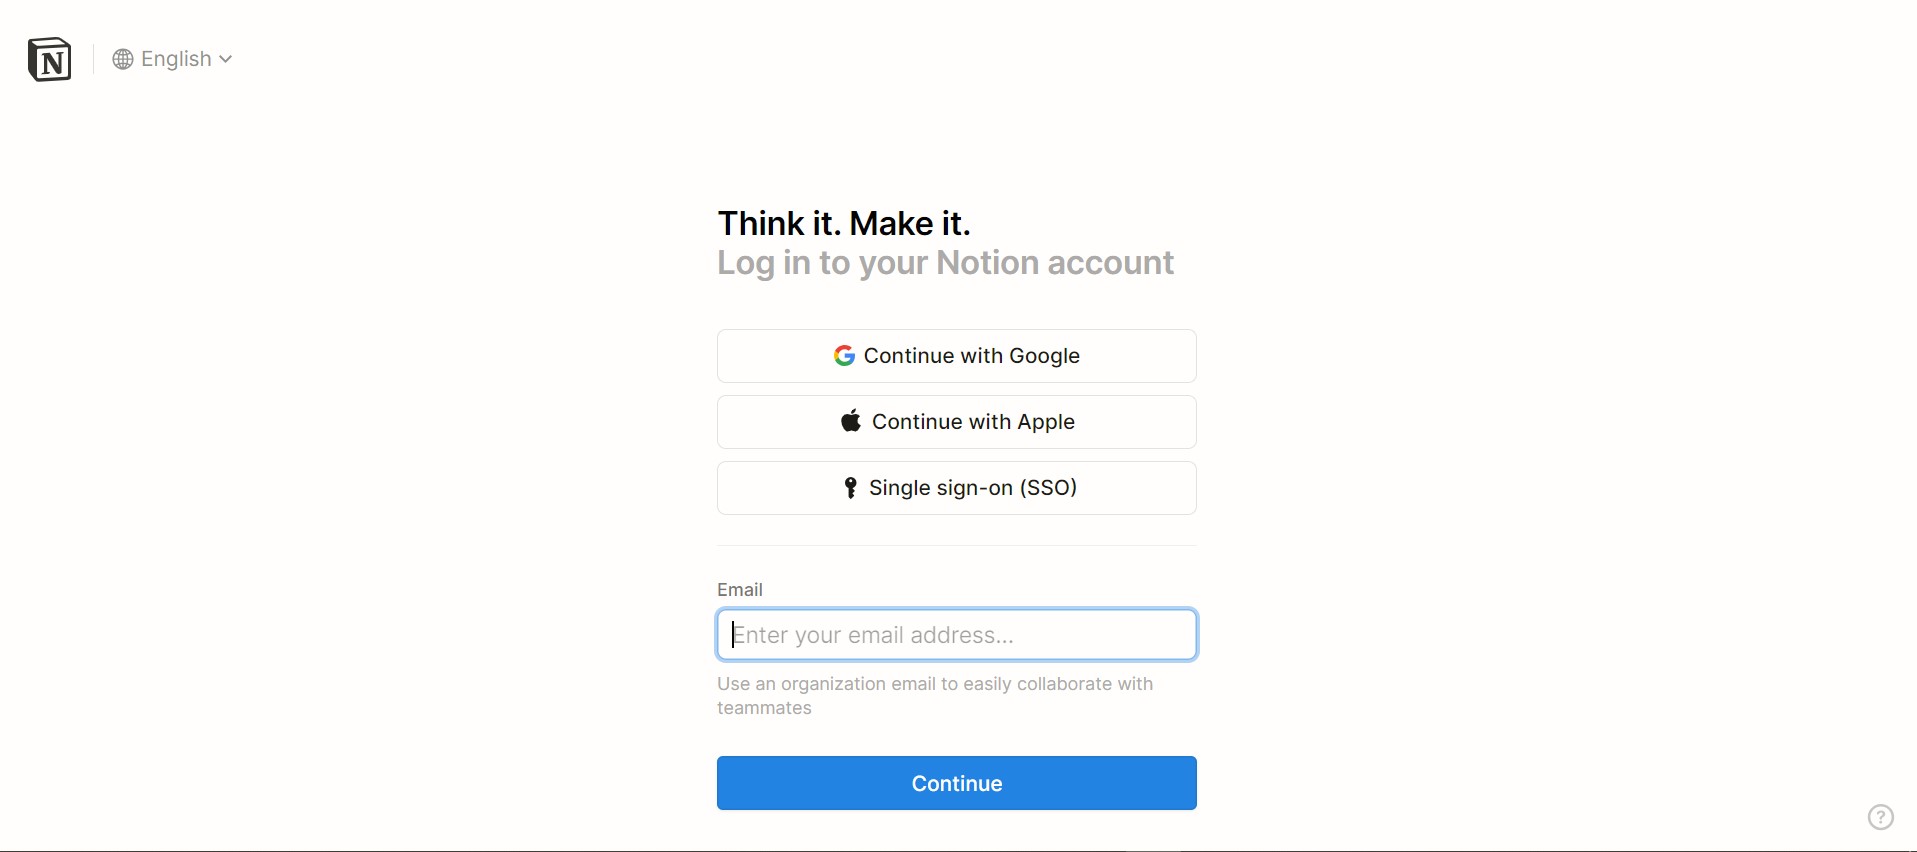 N
English
Think it. Make it.
Log in to your Notion account
Continue with Google
Continue with Apple
Single sign-on (SSO)
Email
Enter your email address...
Use an organization email to easily collaborate with
teammates
Continue
?